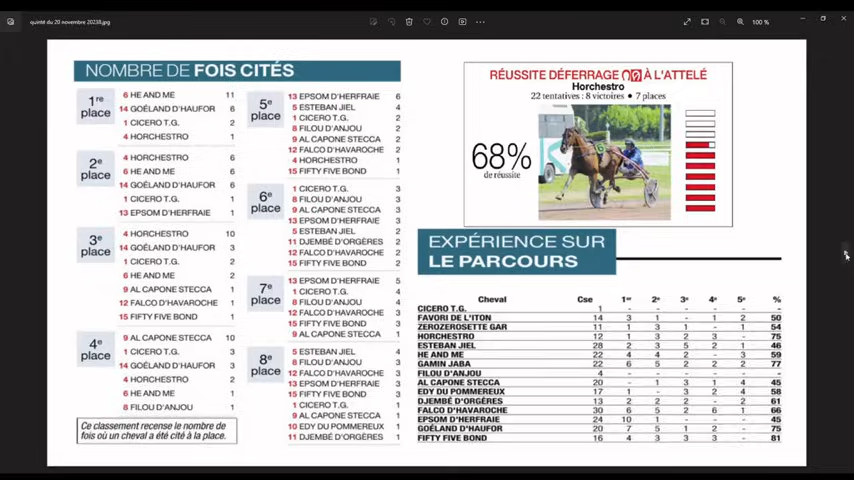 quinté du 20 novembre 20238.jpg
100 %
NOMBRE DE FOIS CITÉS
1re place
6 HE AND ME 11
14 GOÉLAND D'HAUFOR 6
1 CICERO T.G. 2
4 HORCHESTRO 1
2e place
4 HORCHESTRO 6
6 HE AND ME 6
14 GOÉLAND D'HAUFOR 6
1 CICERO T.G. 1
13 EPSOM D'HERFRAIE 1
3e place
4 HORCHESTRO 10
14 GOÉLAND D'HAUFOR 3
1 CICERO T.G. 2
6 HE AND ME 2
9 AL CAPONE STECCA 1
12 FALCO D'HAVAROCHE 1
15 FIFTY FIVE BOND 1
4e place
9 AL CAPONE STECCA 10
1 CICERO T.G. 3
14 GOÉLAND D'HAUFOR 3
4 HORCHESTRO 2
6 HE AND ME 1
8 FILOU D'ANJOU 1
Ce classement recense le nombre de
fois où un cheval a été cité à la place.
5e place
13 EPSOM D'HERFRAIE 6
5 ESTEBAN JIEL 4
1 CICERO T.G. 2
8 FILOU D'ANJOU 2
9 AL CAPONE STECCA 2
12 FALCO D'HAVAROCHE 2
4 HORCHESTRO 1
15 FIFTY FIVE BOND 1
6e place
1 CICERO T.G. 3
8 FILOU D'ANJOU 3
9 AL CAPONE STECCA 3
13 EPSOM D'HERFRAIE 3
5 ESTEBAN JIEL 2
11 DJEMBÉ D'ORGÈRES 2
12 FALCO D'HAVAROCHE 2
15 FIFTY FIVE BOND 2
7e place
13 EPSOM D'HERFRAIE 5
1 CICERO T.G. 4
8 FILOU D'ANJOU 4
12 FALCO D'HAVAROCHE 3
15 FIFTY FIVE BOND 3
9 AL CAPONE STECCA 1
8e place
5 ESTEBAN JIEL 4
8 FILOU D'ANJOU 3
12 FALCO D'HAVAROCHE 3
13 EPSOM D'HERFRAIE 3
15 FIFTY FIVE BOND 3
1 CICERO T.G. 1
9 AL CAPONE STECCA 1
10 EDY DU POMMEREUX 1
11 DJEMBÉ D'ORGÈRES 1
RÉUSSITE DÉFERRAGE À L'ATTELÉ
Horchestro
22 tentatives : 8 victoires • 7 places
68%
de réussite
EXPÉRIENCE SUR
LE PARCOURS
Cheval Cse 1er 2e 3e 4e 5e %
CICERO T.G. 1 - - - - - -
FAVORI DE L'ITON 14 3 1 - 1 2 50
ZEROZEROSETTE GAR 11 1 3 1 - 1 54
HORCHESTRO 12 1 3 2 3 - 75
ESTEBAN JIEL 28 2 3 5 2 1 46
HE AND ME 22 4 4 2 - 3 59
GAMIN JABA 22 6 5 2 2 2 77
FILOU D'ANJOU 4 - - - - - -
AL CAPONE STECCA 20 - 1 3 1 4 45
EDY DU POMMEREUX 17 1 - 3 2 4 58
DJEMBÉ D'ORGÈRES 13 2 2 2 - 2 61
FALCO D'HAVAROCHE 30 6 5 2 6 1 66
EPSOM D'HERFRAIE 24 10 1 - - - 45
GOÉLAND D'HAUFOR 20 7 5 1 2 - 75
FIFTY FIVE BOND 16 4 3 3 3 - 81